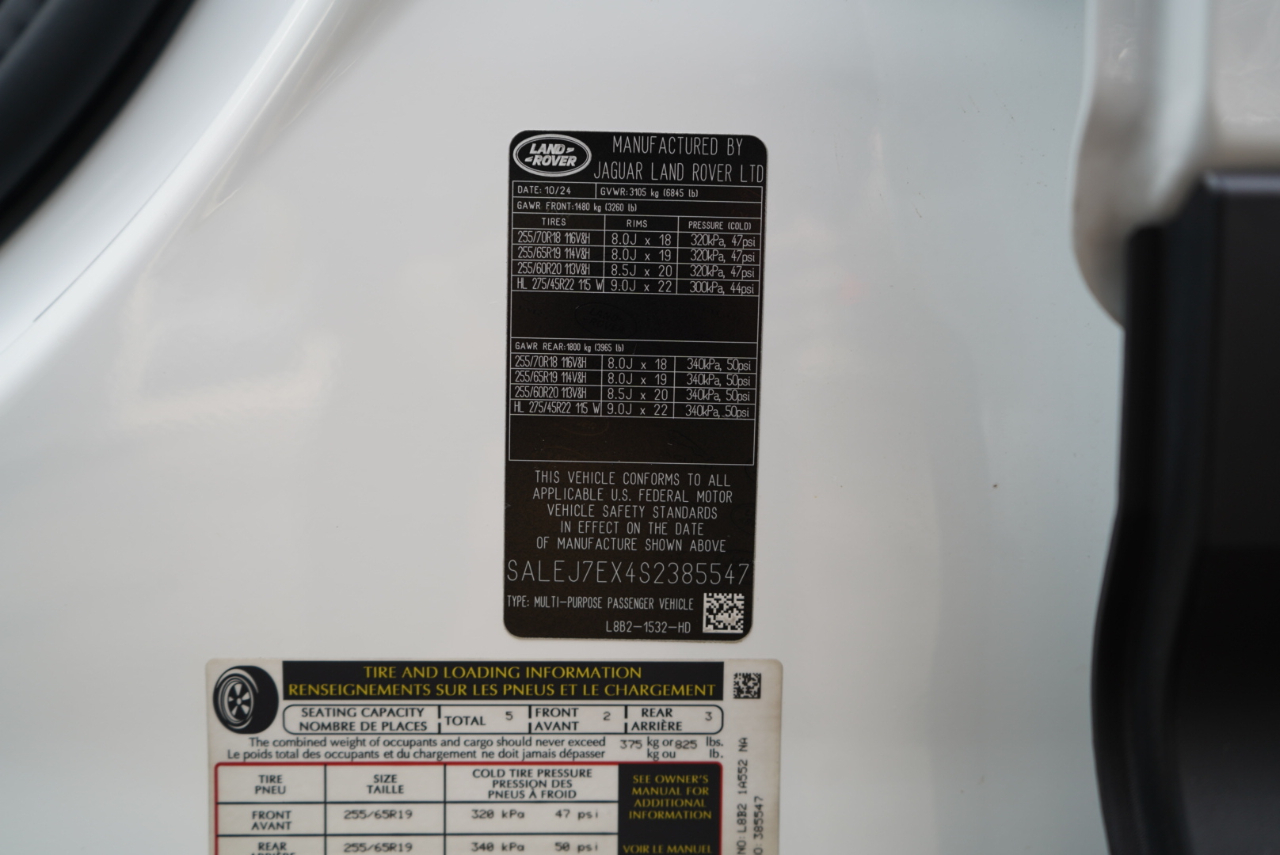 LAND ROVER
MANUFACTURED BY
JAGUAR LAND ROVER LTD
DATE: 10/24 GVWR: 3105 kg (6845 lb)
GAWR FRONT: 1480 kg (3260 lb)
TIRES RIMS PRESSURE (COLD)
255/70R18 116V&H 8.0J x 18 320kPa, 47psi
255/65R19 114V&H 8.0J x 19 320kPa, 47psi
255/60R20 113V&H 8.5J x 20 320kPa, 47psi
HL 275/45R22 115 W 9.0J x 22 300kPa, 44psi
GAWR REAR: 1800 kg (3965 lb)
255/70R18 116V&H 8.0J x 18 340kPa, 50psi
255/65R19 114V&H 8.0J x 19 340kPa, 50psi
255/60R20 113V&H 8.5J x 20 340kPa, 50psi
HL 275/45R22 115 W 9.0J x 22 340kPa, 50psi
THIS VEHICLE CONFORMS TO ALL
APPLICABLE U.S. FEDERAL MOTOR
VEHICLE SAFETY STANDARDS
IN EFFECT ON THE DATE
OF MANUFACTURE SHOWN ABOVE
SALEJ7EX4S2385547
TYPE: MULTI-PURPOSE PASSENGER VEHICLE
L8B2-1532-HD
TIRE AND LOADING INFORMATION
RENSEIGNEMENTS SUR LES PNEUS ET LE CHARGEMENT
SEATING CAPACITY
NOMBRE DE PLACES
TOTAL 5
FRONT
AVANT
2
REAR
ARRIÈRE
3
The combined weight of occupants and cargo should never exceed 375 kg or 825 lbs.
Le poids total des occupants et du chargement ne doit jamais dépasser kg ou lb.
TIRE
PNEU
SIZE
TAILLE
COLD TIRE PRESSURE
PRESSION DES
PNEUS À FROID
SEE OWNER'S
MANUAL FOR
ADDITIONAL
INFORMATION
FRONT
AVANT
255/65R19 320 kPa 47 psi
REAR
ARRIÈRE
255/65R19 340 kPa 50 psi
VOIR LE MANUEL
NO: L8B2 1A552 NA
385547